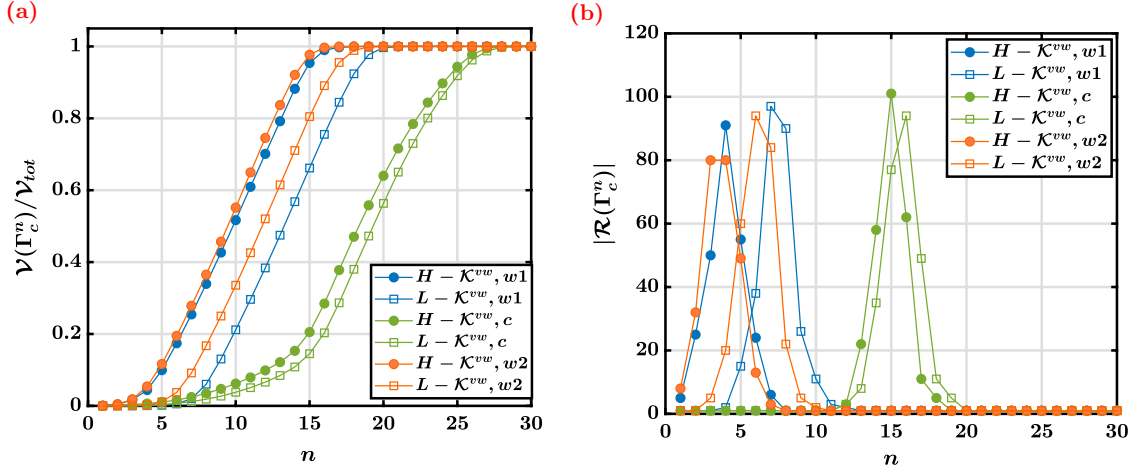 (a)
1
0.8
0.6
0.4
0.2
0
5 10 15 20 25 30
n
𝒱(Γ_c^n)/𝒱_tot
H − 𝒦^vw, w1
L − 𝒦^vw, w1
H − 𝒦^vw, c
L − 𝒦^vw, c
H − 𝒦^vw, w2
L − 𝒦^vw, w2
(b)
120
100
80
60
40
20
0
0 5 10 15 20 25 30
n
|ℛ(Γ_c^n)|
H − 𝒦^vw, w1
L − 𝒦^vw, w1
H − 𝒦^vw, c
L − 𝒦^vw, c
H − 𝒦^vw, w2
L − 𝒦^vw, w2